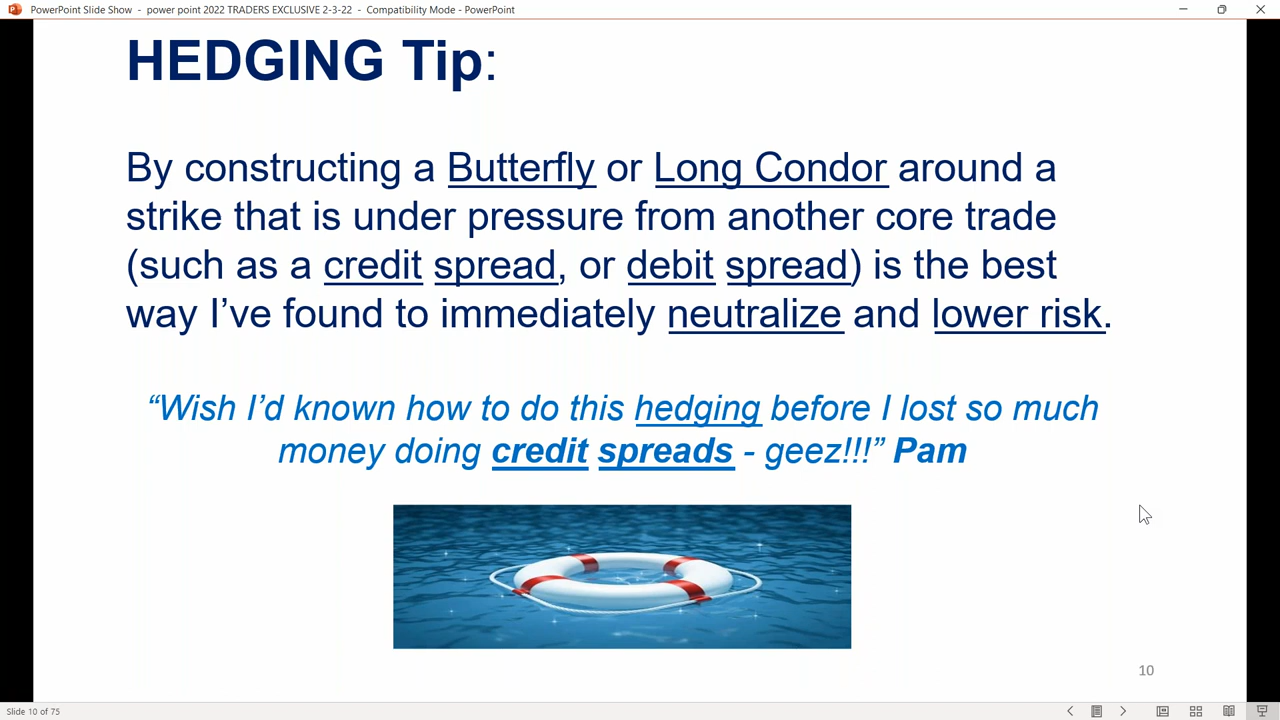 PowerPoint Slide Show - power point 2022 TRADERS EXCLUSIVE 2-3-22 - Compatibility Mode - PowerPoint
HEDGING Tip:
By constructing a Butterfly or Long Condor around a
strike that is under pressure from another core trade
(such as a credit spread, or debit spread) is the best
way I’ve found to immediately neutralize and lower risk.
“Wish I’d known how to do this hedging before I lost so much
money doing credit spreads - geez!!!” Pam
10
Slide 10 of 75